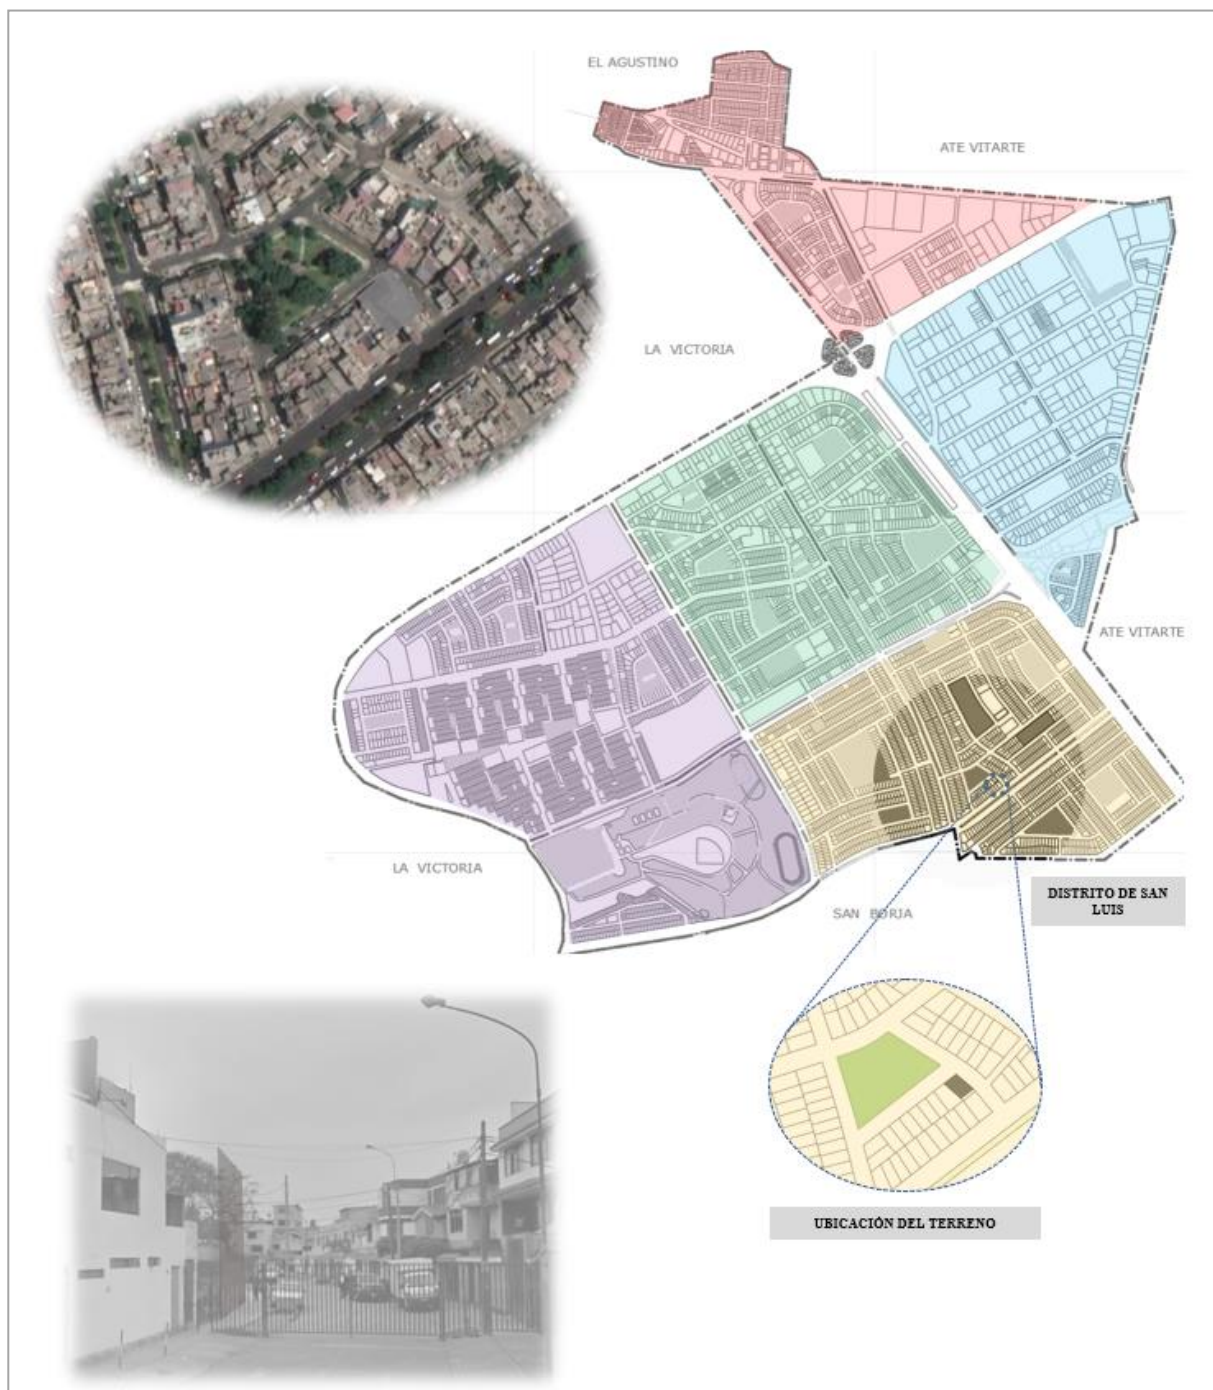 EL AGUSTINO
ATE VITARTE
LA VICTORIA
ATE VITARTE
LA VICTORIA
DISTRITO DE SAN
LUIS
SAN BORJA
UBICACIÓN DEL TERRENO